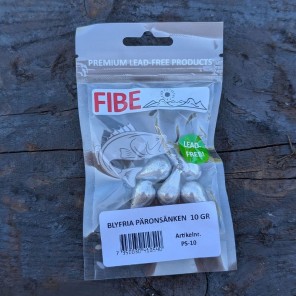 PREMIUM LEAD-FREE PRODUCTS
FIBE
LEAD-
FREE!
BLYFRIA PÄRONSÄNKEN 10 GR
Artikelnr.
PS-10